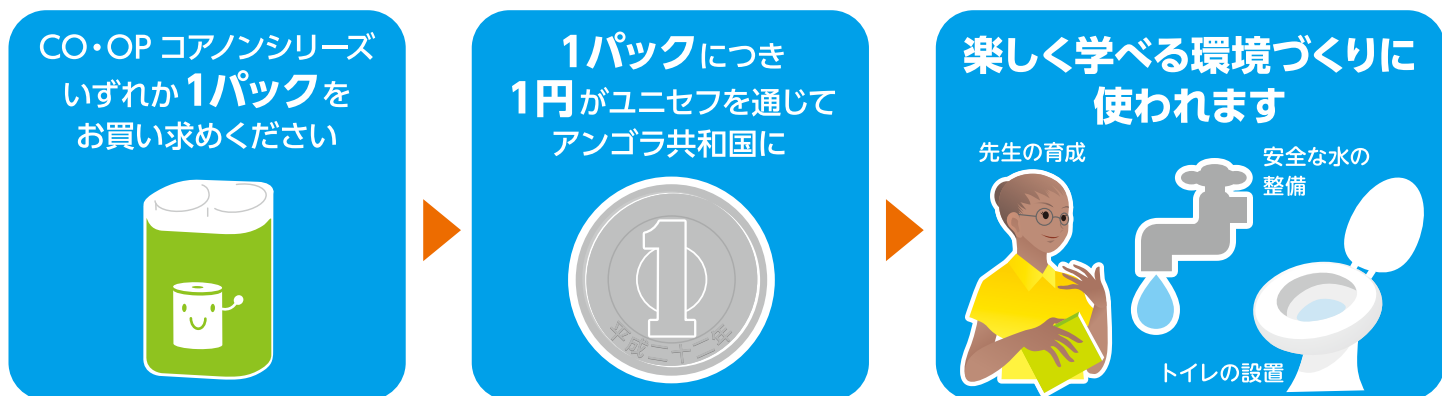 CO・OP コアノンシリーズ
いずれか1パックを
お買い求めください
1パックにつき
1円がユニセフを通じて
アンゴラ共和国に
1
平成二十二年
楽しく学べる環境づくりに
使われます
先生の育成
安全な水の
整備
トイレの設置